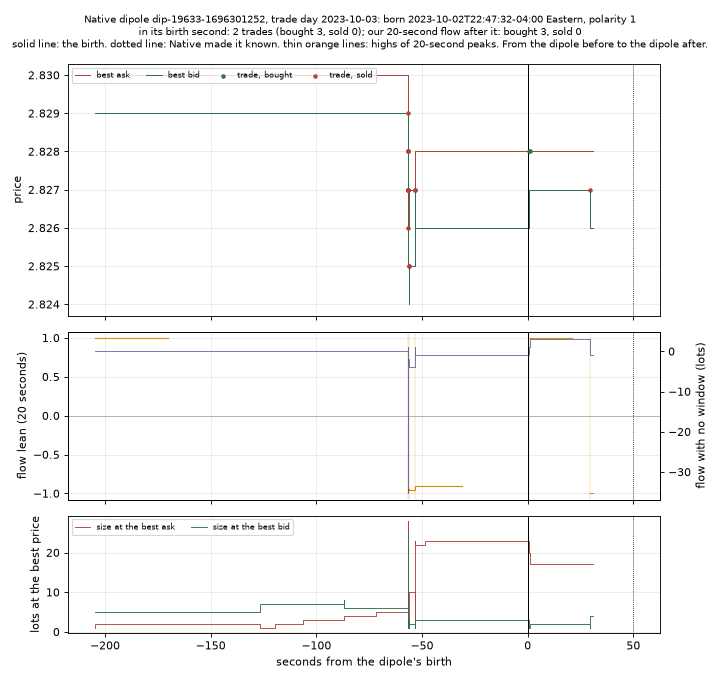 Native dipole dip-19633-1696301252, trade day 2023-10-03: born 2023-10-02T22:47:32-04:00 Eastern, polarity 1
in its birth second: 2 trades (bought 3, sold 0); our 20-second flow after it: bought 3, sold 0
solid line: the birth. dotted line: Native made it known. thin orange lines: highs of 20-second peaks. From the dipole before to the dipole after.
2.830
2.829
2.828
2.827
2.826
2.825
2.824
price
best ask
best bid
trade, bought
trade, sold
1.0
0.5
0.0
−0.5
−1.0
flow lean (20 seconds)
0
−10
−20
−30
flow with no window (lots)
size at the best ask
size at the best bid
20
10
0
lots at the best price
−200
−150
−100
−50
0
50
seconds from the dipole's birth